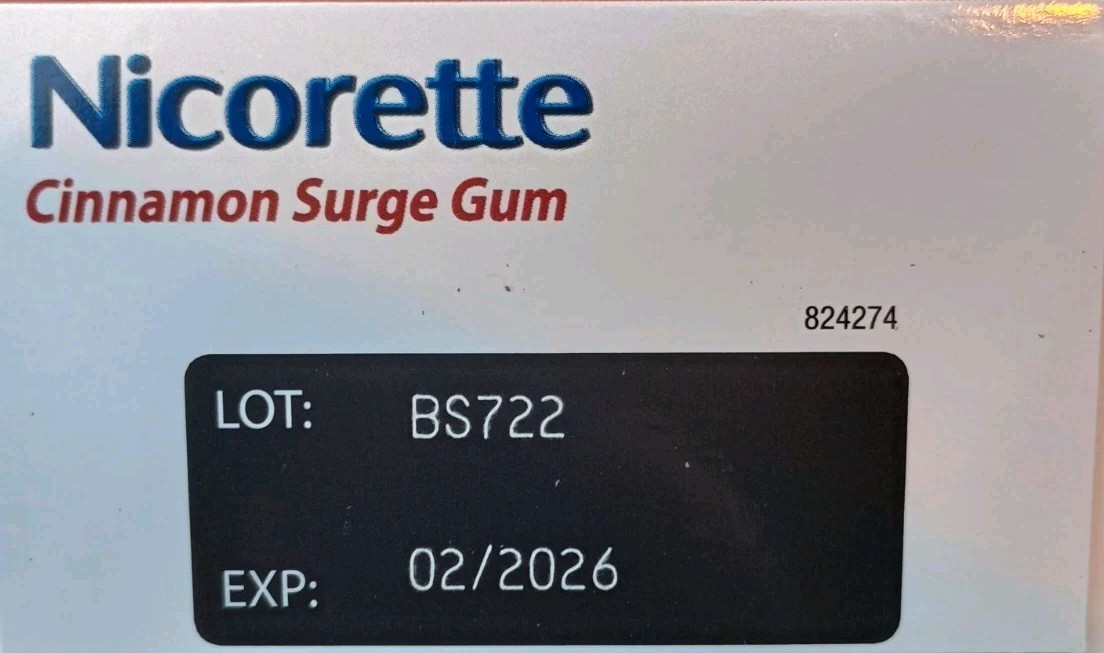 Nicorette
Cinnamon Surge Gum
824274
LOT: BS722
EXP: 02/2026